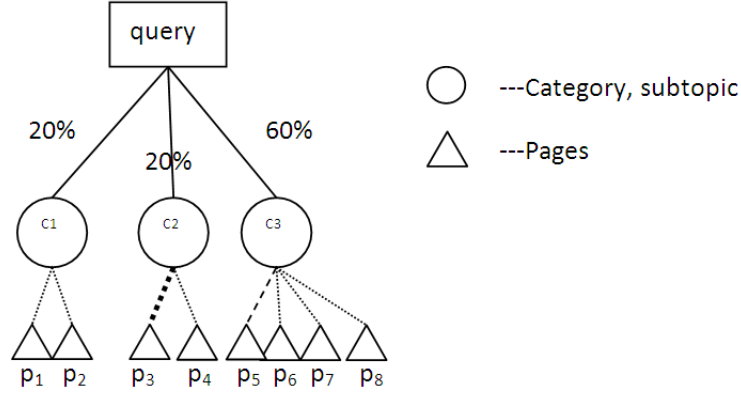 query
20%
20%
60%
---Category, subtopic
---Pages
C1
C2
C3
p1 p2 p3 p4 p5 p6 p7 p8